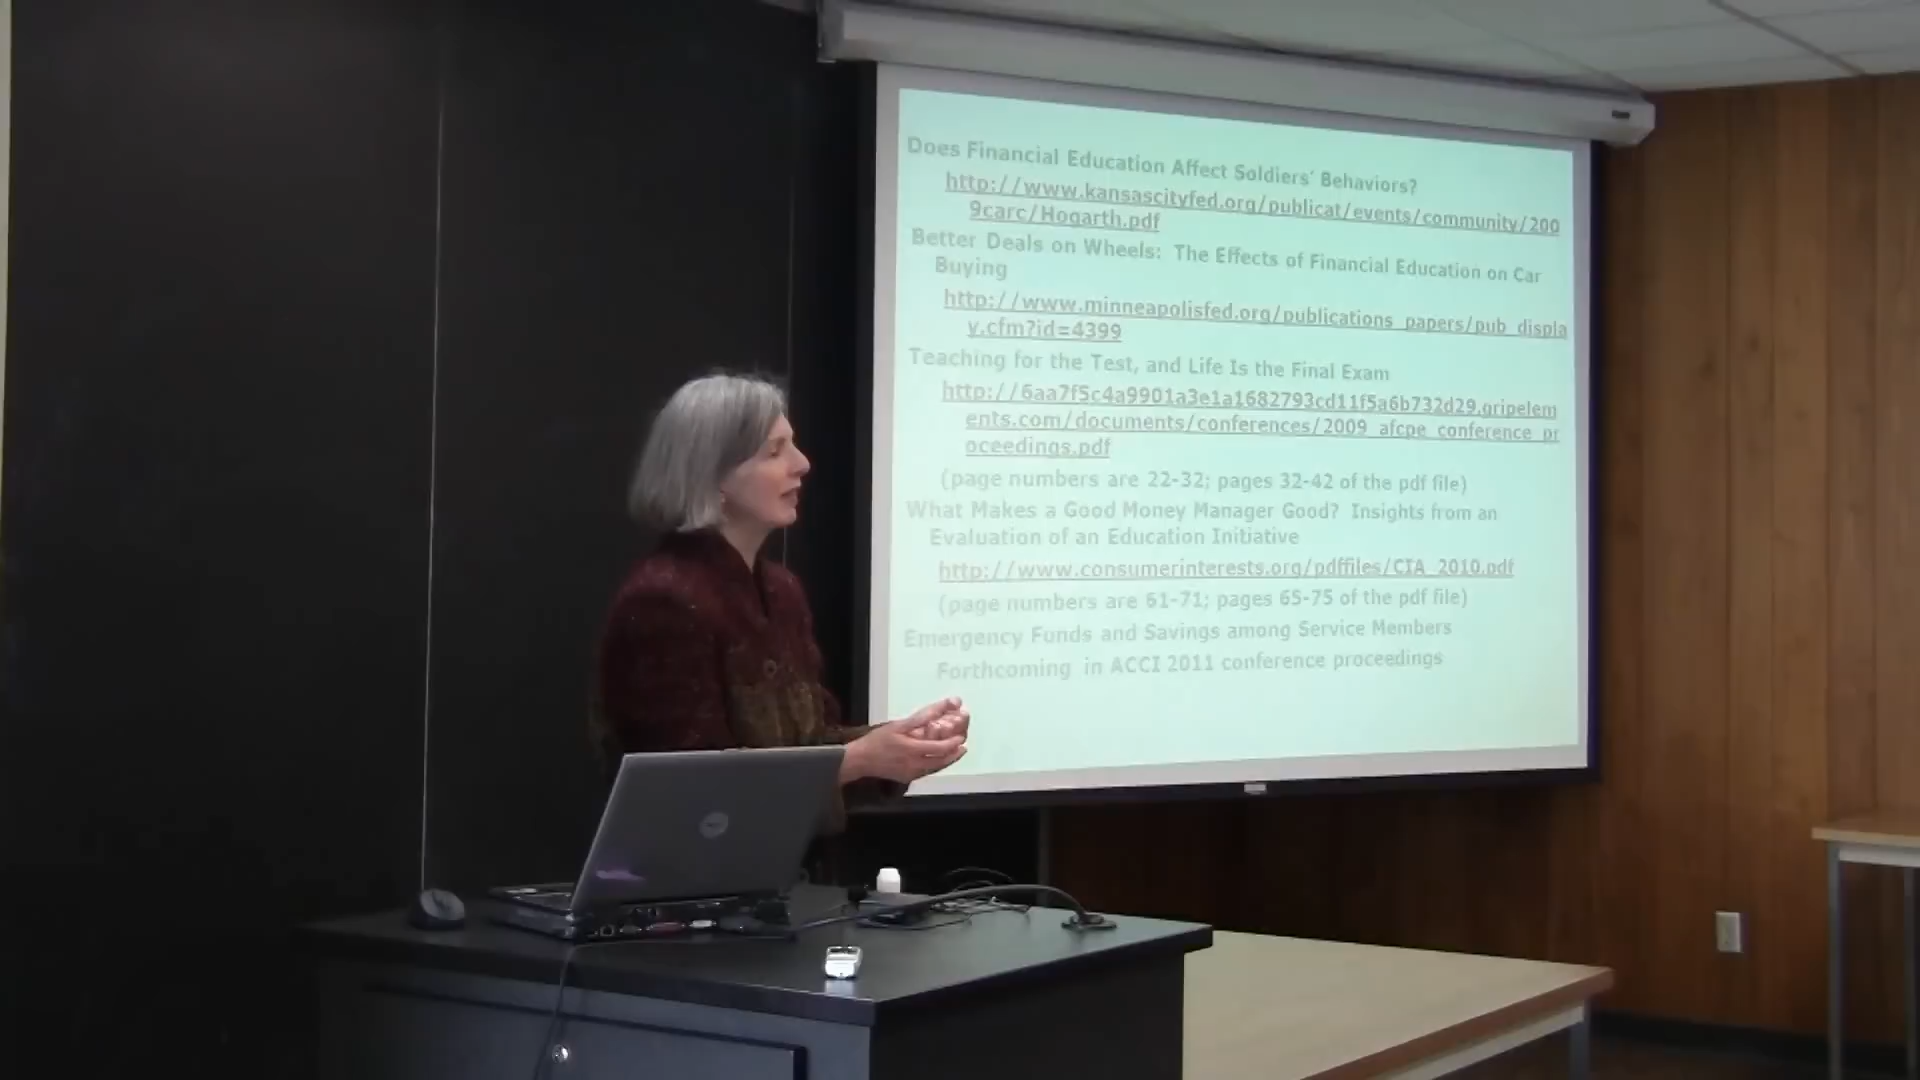 Does Financial Education Affect Soldiers' Behaviors?
http://www.kansascityfed.org/publicat/events/community/200
9carc/Hogarth.pdf
Better Deals on Wheels: The Effects of Financial Education on Car
Buying
http://www.minneapolisfed.org/publications_papers/pub_displa
y.cfm?id=4399
Teaching for the Test, and Life Is the Final Exam
http://6aa7f5c4a9901a3e1a1682793cd11f5a6b732d29.gripelem
ents.com/documents/conferences/2009_afcpe_conference_pr
oceedings.pdf
(page numbers are 22-32; pages 32-42 of the pdf file)
What Makes a Good Money Manager Good? Insights from an
Evaluation of an Education Initiative
http://www.consumerinterests.org/pdffiles/CIA_2010.pdf
(page numbers are 61-71; pages 65-75 of the pdf file)
Emergency Funds and Savings among Service Members
Forthcoming in ACCI 2011 conference proceedings